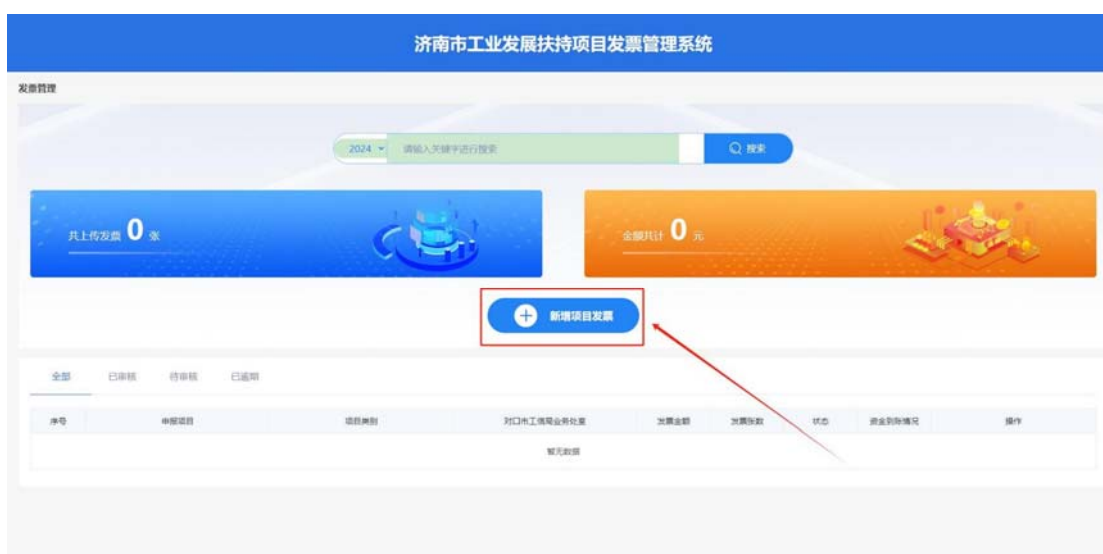 济南市工业发展扶持项目发票管理系统
发票管理
2024 请输入关键字进行搜索 搜索
共上传发票 0 张 金额共计 0 元
新增项目发票
全部 已审核 待审核 已逾期
序号 申报项目 项目类别 对口市工信局业务处室 发票金额 发票张数 状态 资金到账情况 操作
暂无数据